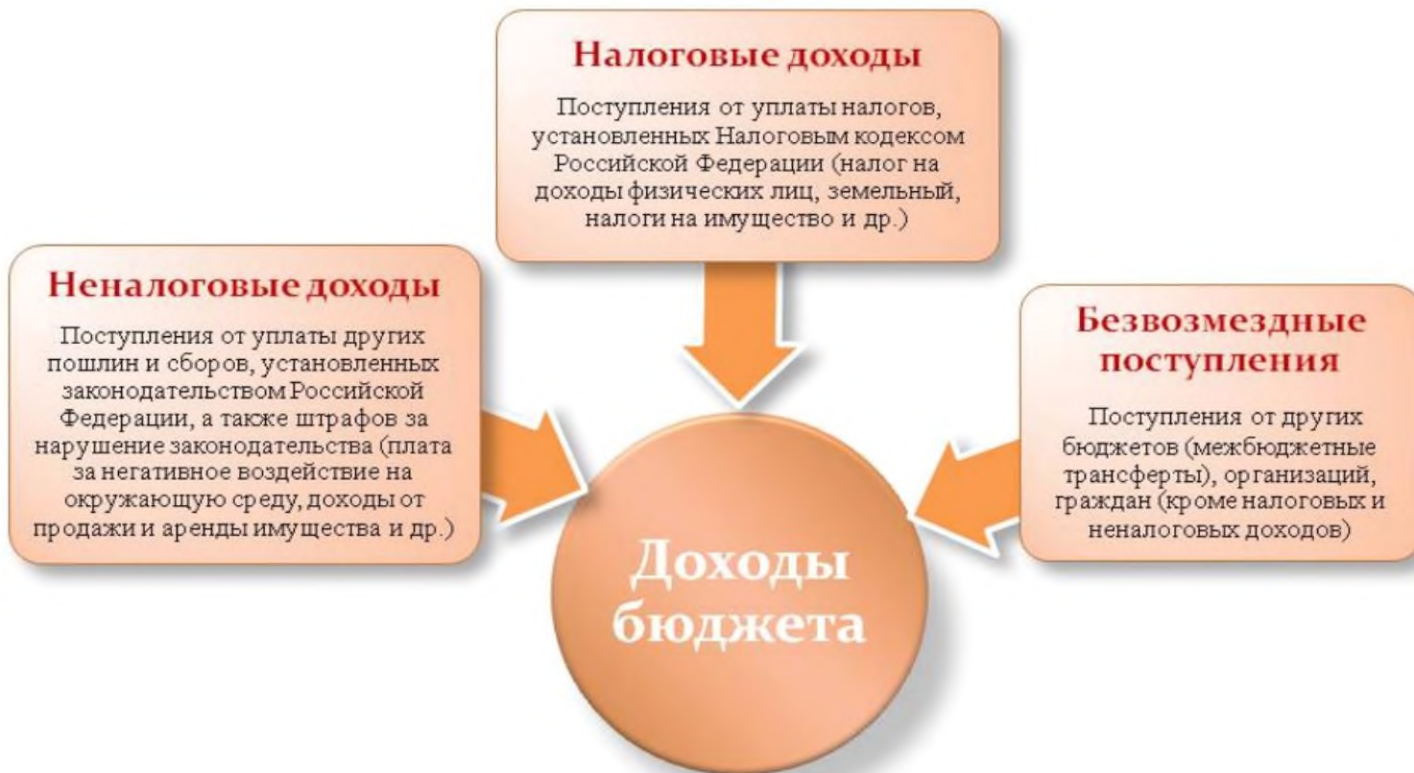 Налоговые доходы
Поступления от уплаты налогов,
установленных Налоговым кодексом
Российской Федерации (налог на
доходы физических лиц, земельный,
налоги на имущество и др.)
Неналоговые доходы
Поступления от уплаты других
пошлин и сборов, установленных
законодательством Российской
Федерации, а также штрафов за
нарушение законодательства (плата
за негативное воздействие на
окружающую среду, доходы от
продажи и аренды имущества и др.)
Безвозмездные
поступления
Поступления от других
бюджетов (межбюджетные
трансферты), организаций,
граждан (кроме налоговых и
неналоговых доходов)
Доходы
бюджета